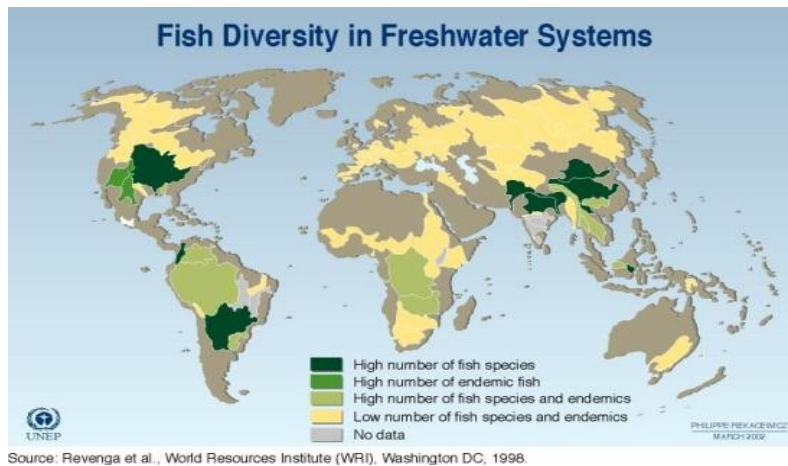 Fish Diversity in Freshwater Systems
High number of fish species
High number of endemic fish
High number of fish species and endemics
Low number of fish species and endemics
No data
UNEP
PHILIPPE REKACEWICZ
MARCH 2002
Source: Revenga et al., World Resources Institute (WRI), Washington DC, 1998.